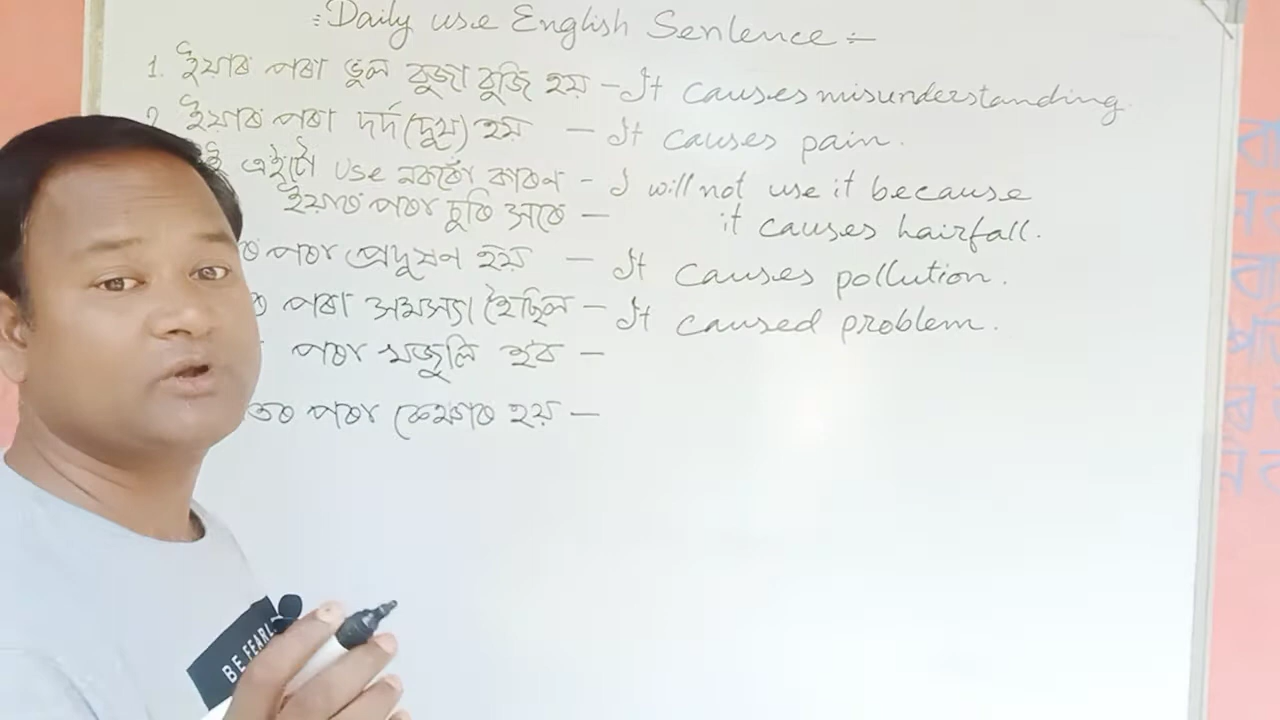 Daily use English Sentence :-
1. ইয়াৰ পৰা ভুল বুজা বুজি হয় - It causes misunderstanding.
2. ইয়াৰ পৰা দৰ্দ (দুখ) হয় - It causes pain.
এইটো use নকৰোঁ কাৰণ - I will not use it because
ইয়াৰ পৰা চুলি সৰে - it causes hairfall.
পৰা প্ৰদূষণ হয় - It causes pollution.
পৰা সমস্যা হৈছিল - It caused problem.
পৰা খজুলি হব -
পৰা কেন্সাৰ হয় -
BE FEARL